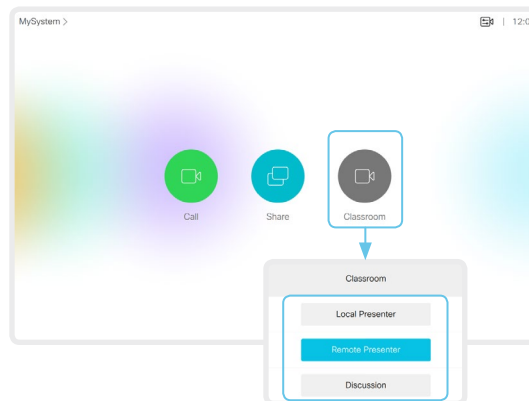 MySystem >
| 12:0
Call
Share
Classroom
Classroom
Local Presenter
Remote Presenter
Discussion